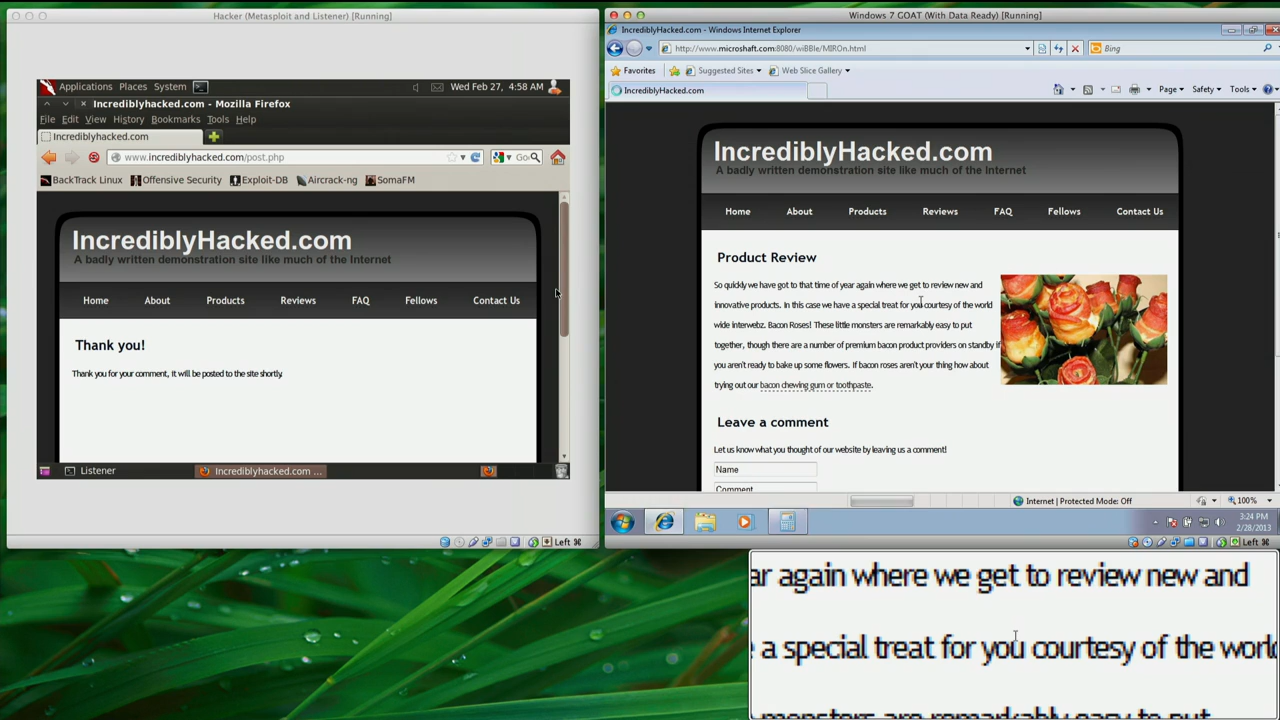 Hacker (Metasploit and Listener) [Running]
Applications Places System
Wed Feb 27, 4:58 AM
Incrediblyhacked.com - Mozilla Firefox
File Edit View History Bookmarks Tools Help
Incrediblyhacked.com
www.incrediblyhacked.com/post.php
Go
BackTrack Linux Offensive Security Exploit-DB Aircrack-ng SomaFM
IncrediblyHacked.com
A badly written demonstration site like much of the Internet
Home About Products Reviews FAQ Fellows Contact Us
Thank you!
Thank you for your comment, it will be posted to the site shortly.
Listener
Incrediblyhacked.com ...
Left ⌘
Windows 7 GOAT (With Data Ready) [Running]
IncrediblyHacked.com - Windows Internet Explorer
http://www.microshaft.com:8080/wiBBle/MIROn.html
Bing
Favorites Suggested Sites Web Slice Gallery
IncrediblyHacked.com
Page Safety Tools
IncrediblyHacked.com
A badly written demonstration site like much of the Internet
Home About Products Reviews FAQ Fellows Contact Us
Product Review
So quickly we have got to that time of year again where we get to review new and
innovative products. In this case we have a special treat for you courtesy of the world
wide interwebz. Bacon Roses! These little monsters are remarkably easy to put
together, though there are a number of premium bacon product providers on standby if
you aren't ready to bake up some flowers. If bacon roses aren't your thing how about
trying out our bacon chewing gum or toothpaste.
Leave a comment
Let us know what you thought of our website by leaving us a comment!
Name
Comment
Internet | Protected Mode: Off
100%
3:24 PM
2/28/2013
Left ⌘
ar again where we get to review new and
a special treat for you courtesy of the world
monsters are remarkably easy to put